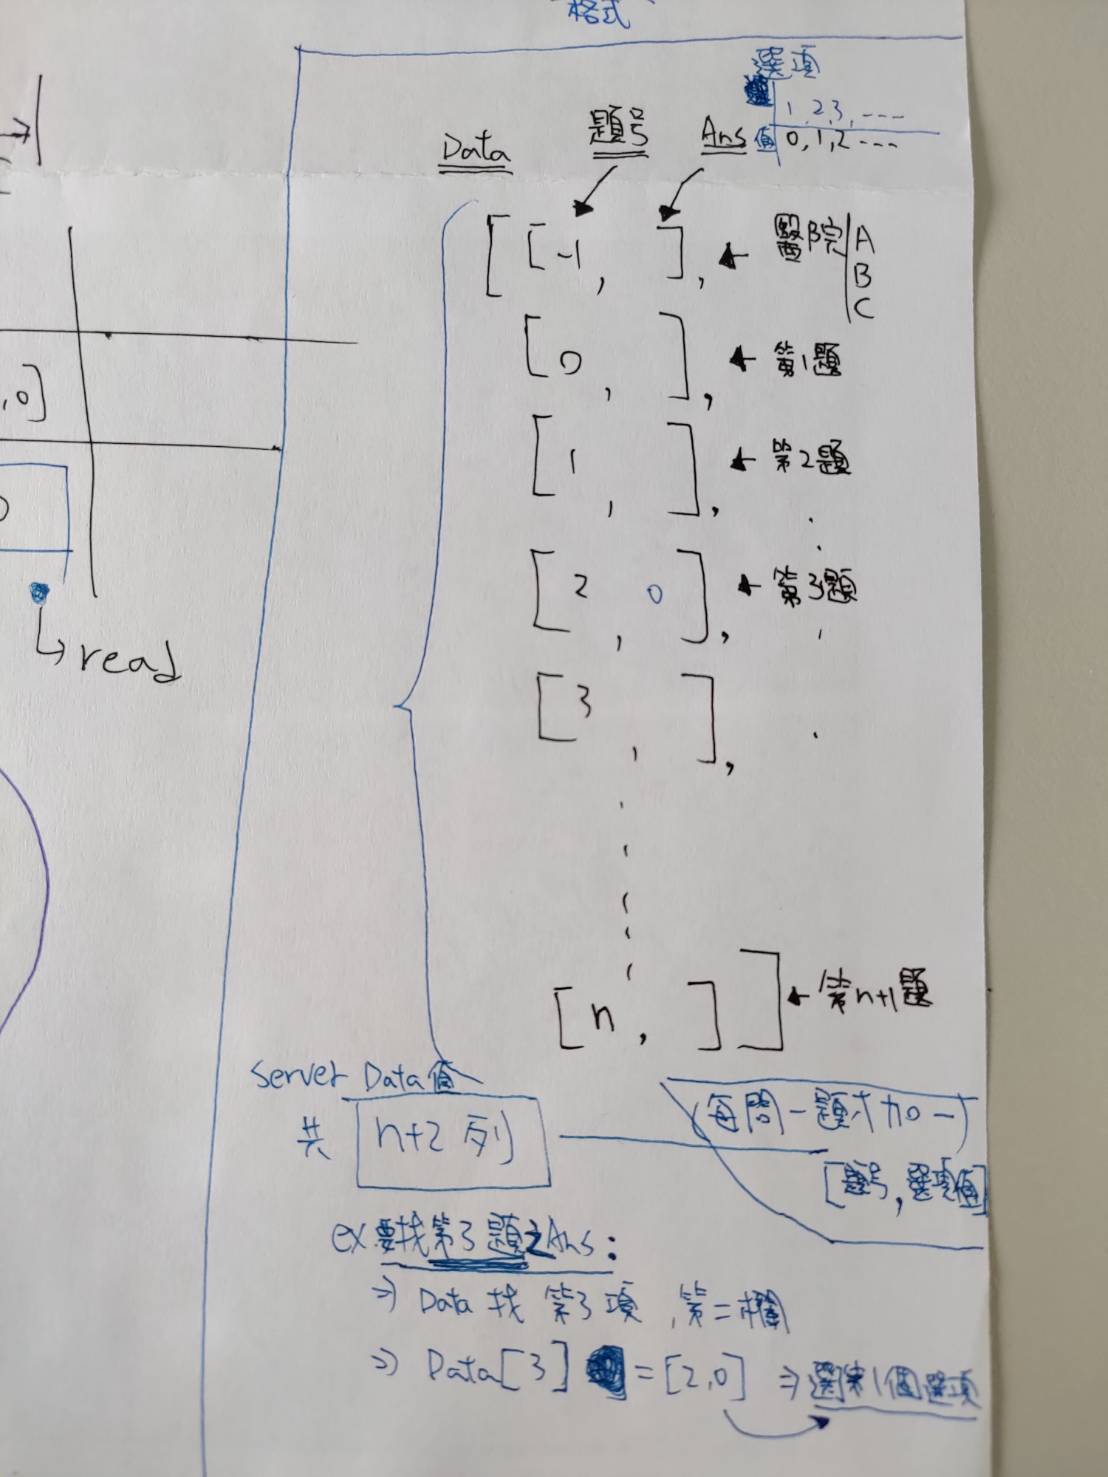 格式
選項
1,2,3,----
Data 題号 Ans 值 0,1,2---
[ [-1, ], ← 醫院 A
B
C
[0, ], ← 第1題
,0]
[1, ], ← 第2題
[2, 0], ← 第3題
read
[3, ],
[n, ] ] ← 第n+1題
Server Data值
共 n+2 列
(每問一題才加一)
[題号, 選項值]
ex 要找第3題之Ans:
⇒ Data 找 第3項, 第二欄
⇒ Data[3] = [2,0] ⇒ 選第1個選項